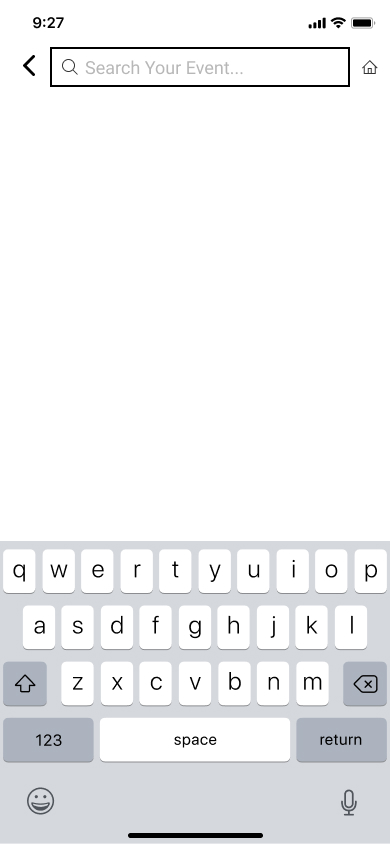 9:27
Search Your Event...
q w e r t y u i o p
a s d f g h j k l
z x c v b n m
123 space return